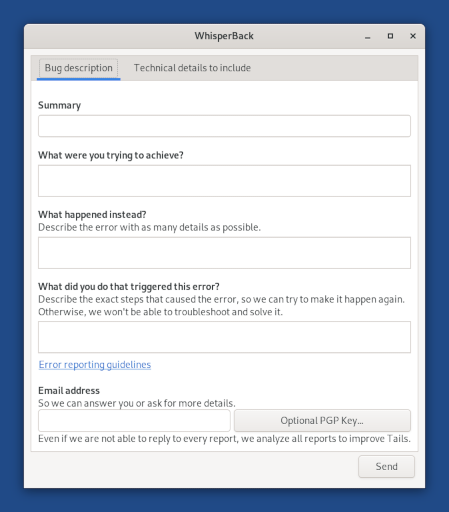 WhisperBack
Bug description Technical details to include
Summary
What were you trying to achieve?
What happened instead?
Describe the error with as many details as possible.
What did you do that triggered this error?
Describe the exact steps that caused the error, so we can try to make it happen again.
Otherwise, we won't be able to troubleshoot and solve it.
Error reporting guidelines
Email address
So we can answer you or ask for more details.
Optional PGP Key...
Even if we are not able to reply to every report, we analyze all reports to improve Tails.
Send